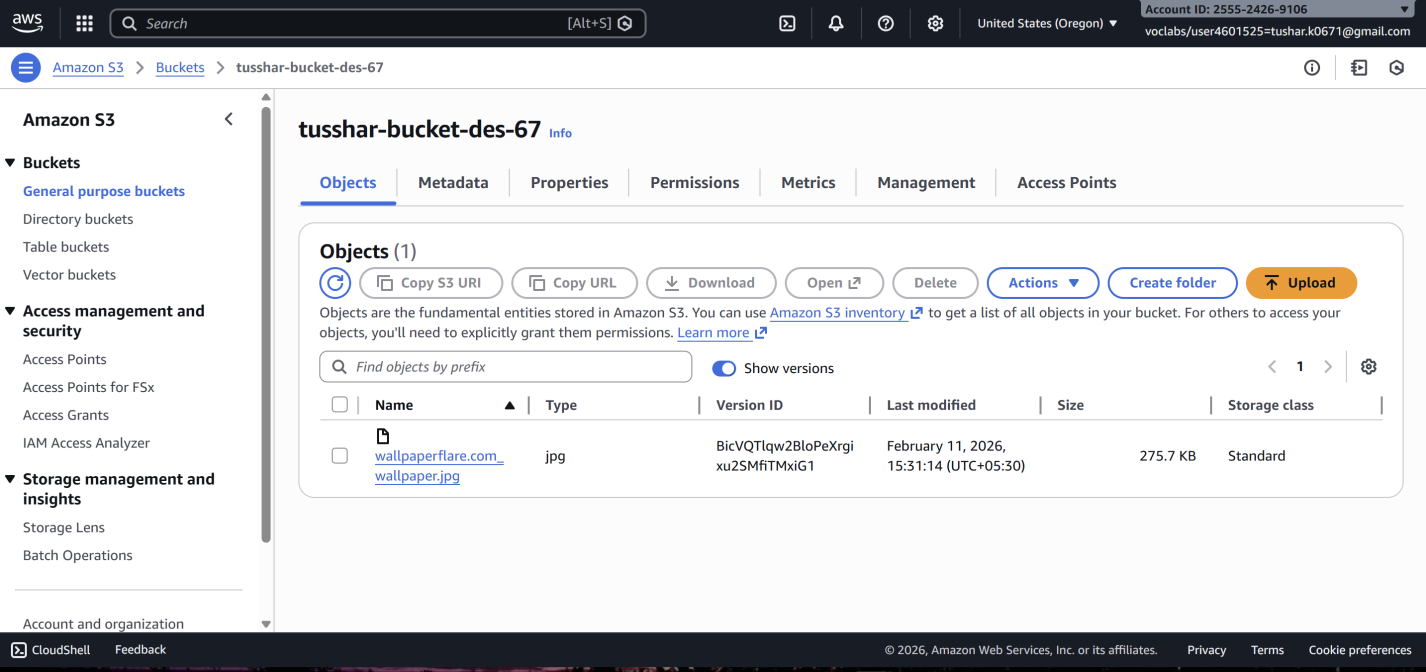 aws
Search [Alt+S]
United States (Oregon)
Account ID: 2555-2426-9106
voclabs/user4601525=tushar.k0671@gmail.com
Amazon S3 > Buckets > tusshar-bucket-des-67
Amazon S3
Buckets
General purpose buckets
Directory buckets
Table buckets
Vector buckets
Access management and
security
Access Points
Access Points for FSx
Access Grants
IAM Access Analyzer
Storage management and
insights
Storage Lens
Batch Operations
Account and organization
tusshar-bucket-des-67 Info
Objects Metadata Properties Permissions Metrics Management Access Points
Objects (1)
Copy S3 URI Copy URL Download Open Delete Actions Create folder Upload
Objects are the fundamental entities stored in Amazon S3. You can use Amazon S3 inventory to get a list of all objects in your bucket. For others to access your
objects, you'll need to explicitly grant them permissions. Learn more
Find objects by prefix Show versions 1
Name Type Version ID Last modified Size Storage class
wallpaperflare.com_
wallpaper.jpg
jpg
BicVQTlqw2BloPeXrgi
xu2SMfiTMxiG1
February 11, 2026,
15:31:14 (UTC+05:30)
275.7 KB
Standard
CloudShell Feedback © 2026, Amazon Web Services, Inc. or its affiliates. Privacy Terms Cookie preferences